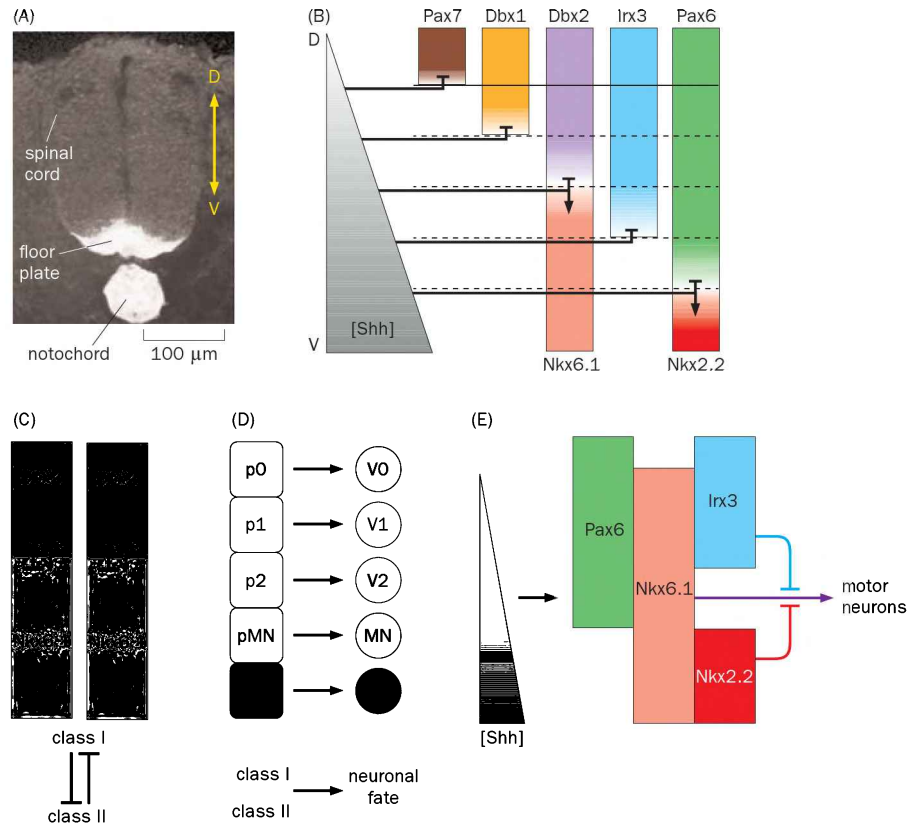 (A)
D
spinal
cord
V
floor
plate
notochord
100 µm
(B)
Pax7 Dbx1 Dbx2 Irx3 Pax6
D
[Shh]
V
Nkx6.1 Nkx2.2
(C)
class I
class II
(D)
p0 V0
p1 V1
p2 V2
pMN MN
class I
class II
neuronal
fate
(E)
Pax6
Nkx6.1
Irx3
Nkx2.2
motor
neurons
[Shh]